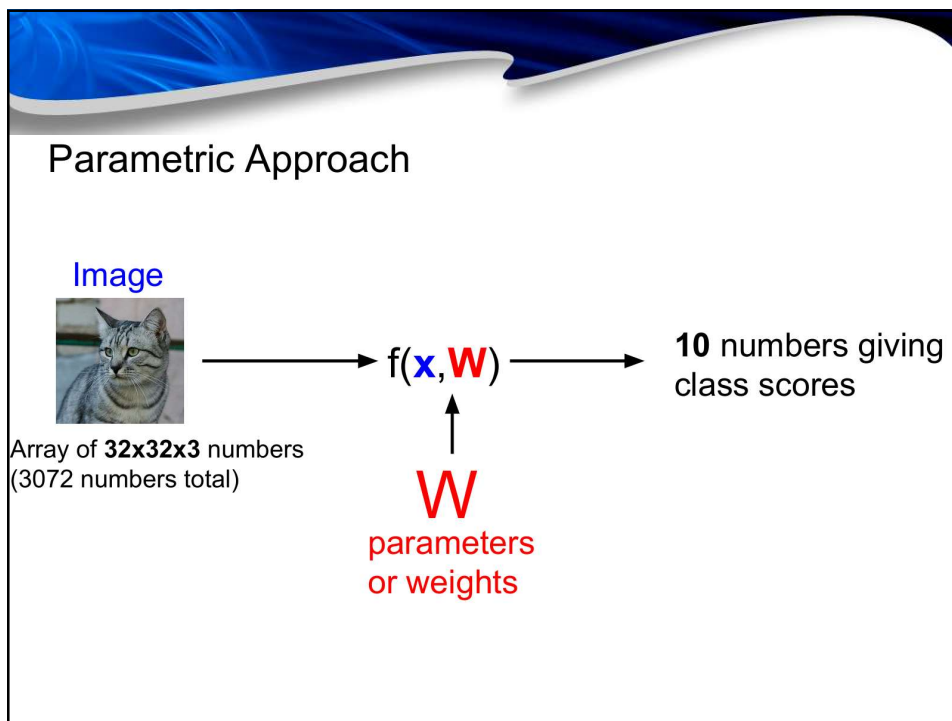 Parametric Approach
Image
f(x,W)
10 numbers giving
class scores
Array of 32x32x3 numbers
(3072 numbers total)
W
parameters
or weights